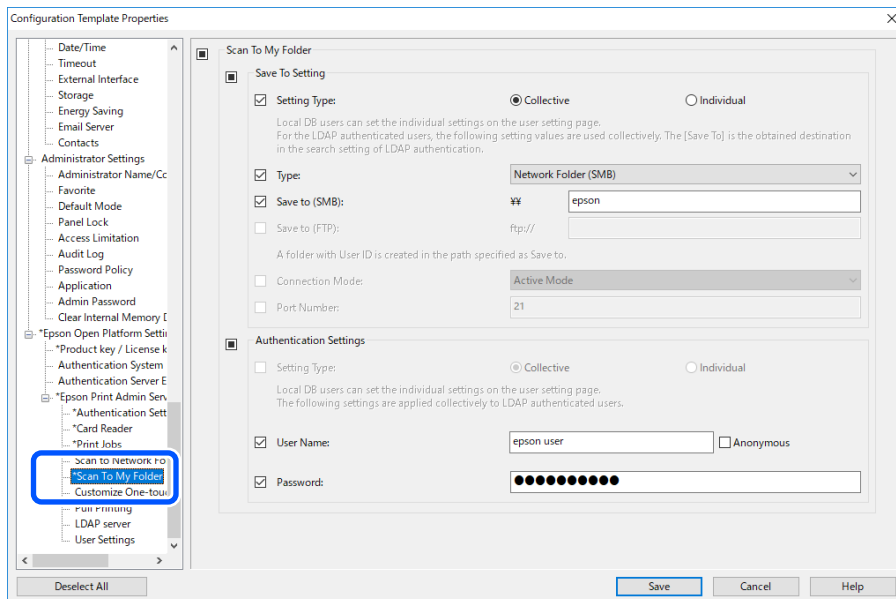 Configuration Template Properties
Date/Time
Timeout
External Interface
Storage
Energy Saving
Email Server
Contacts
Administrator Settings
Administrator Name/Co
Favorite
Default Mode
Panel Lock
Access Limitation
Audit Log
Password Policy
Application
Admin Password
Clear Internal Memory D
*Epson Open Platform Settin
*Product key / License k
Authentication System
Authentication Server E
*Epson Print Admin Serv
*Authentication Sett
*Card Reader
*Print Jobs
Scan to Network Fo
*Scan To My Folder
Customize One-touc
Pull Printing
LDAP server
User Settings
Scan To My Folder
Save To Setting
Setting Type: Collective Individual
Local DB users can set the individual settings on the user setting page.
For the LDAP authenticated users, the following setting values are used collectively. The [Save To] is the obtained destination
in the search setting of LDAP authentication.
Type: Network Folder (SMB)
Save to (SMB): ¥¥ epson
Save to (FTP): ftp://
A folder with User ID is created in the path specified as Save to.
Connection Mode: Active Mode
Port Number: 21
Authentication Settings
Setting Type: Collective Individual
Local DB users can set the individual settings on the user setting page.
The following settings are applied collectively to LDAP authenticated users.
User Name: epson user Anonymous
Password: ●●●●●●●●●●
Deselect All Save Cancel Help